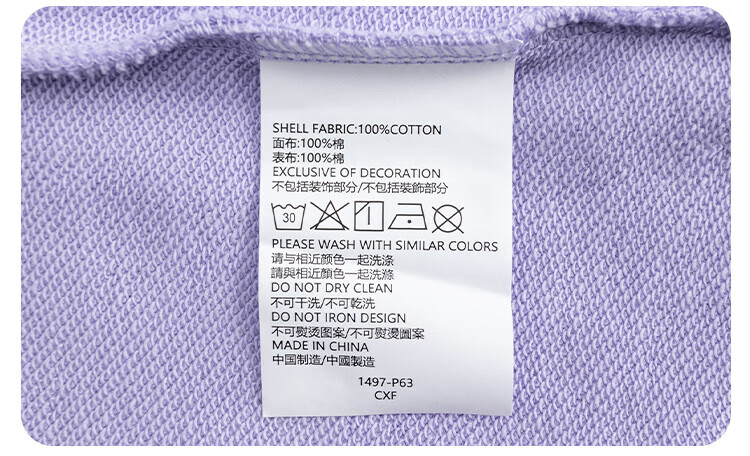 SHELL FABRIC:100%COTTON
面布:100%棉
表布:100%棉
EXCLUSIVE OF DECORATION
不包括装饰部分/不包括裝飾部分
30
PLEASE WASH WITH SIMILAR COLORS
请与相近颜色一起洗涤
請與相近顏色一起洗滌
DO NOT DRY CLEAN
不可干洗/不可乾洗
DO NOT IRON DESIGN
不可熨烫图案/不可熨燙圖案
MADE IN CHINA
中国制造/中國製造
1497-P63
CXF